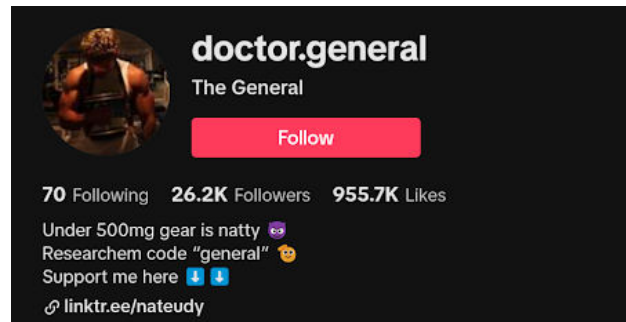 doctor.general
The General
Follow
70 Following 26.2K Followers 955.7K Likes
Under 500mg gear is natty 😈
Researchem code “general” 🫡
Support me here ⬇️ ⬇️
linktr.ee/nateudy